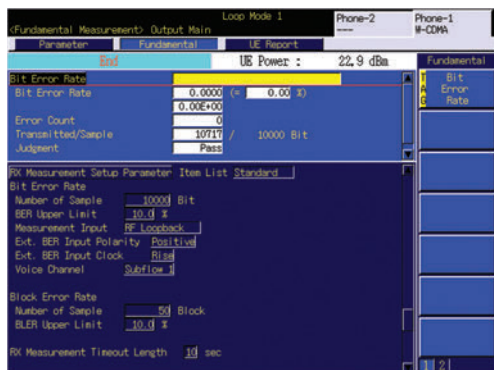 Loop Mode 1
Phone-2
Phone-1
<Fundamental Measurement> Output Main
----
W-CDMA
Parameter Fundamental UE Report
End UE Power : 22.9 dBm
Fundamental
Bit Error Rate
TAG Bit Error Rate
Bit Error Rate 0.0000 (= 0.00 %)
0.00E+00
Error Count 0
Transmitted/Sample 10717 / 10000 Bit
Judgment Pass
RX Measurement Setup Parameter Item List Standard
Bit Error Rate
Number of Sample 10000 Bit
BER Upper Limit 10.0 %
Measurement Input RF Loopback
Ext. BER Input Polarity Positive
Ext. BER Input Clock Rise
Voice Channel Subflow 1
Block Error Rate
Number of Sample 50 Block
BLER Upper Limit 10.0 %
RX Measurement Timeout Length 10 sec
1 2